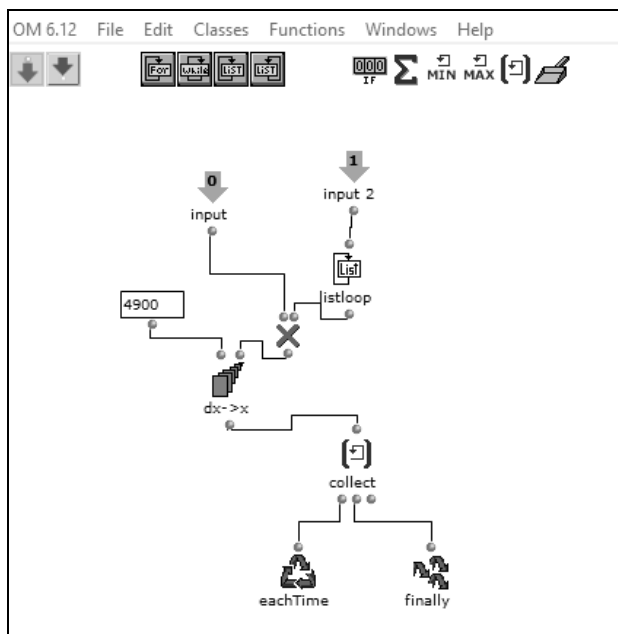 OM 6.12 File Edit Classes Functions Windows Help
For While List List 000 IF Σ MIN MAX
0
1
input
input 2
List
4900
listloop
dx->x
collect
eachTime
finally